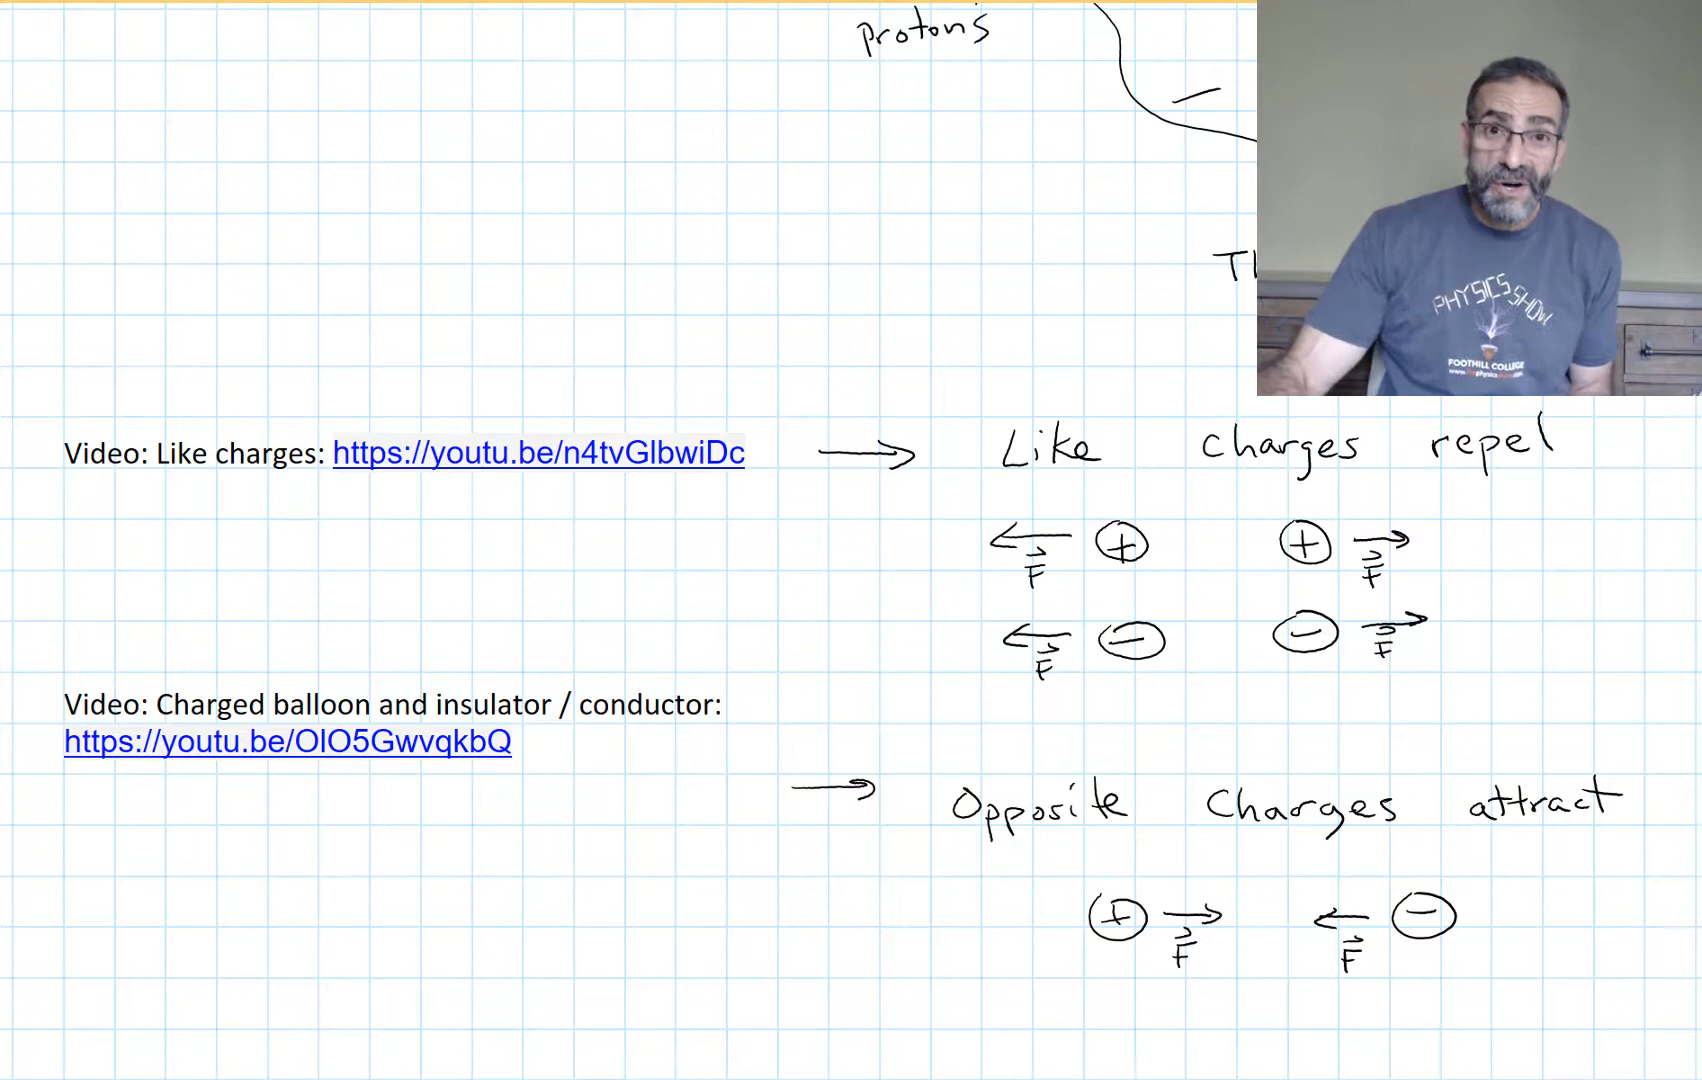 protons
—
Th
PHYSICS SHOW
FOOTHILL COLLEGE
Video: Like charges: https://youtu.be/n4tvGlbwiDc → Like charges repel
← + + →
F F
← − − →
F F
Video: Charged balloon and insulator / conductor:
https://youtu.be/OlO5GwvqkbQ
→ Opposite Charges attract
+ → ← −
F F